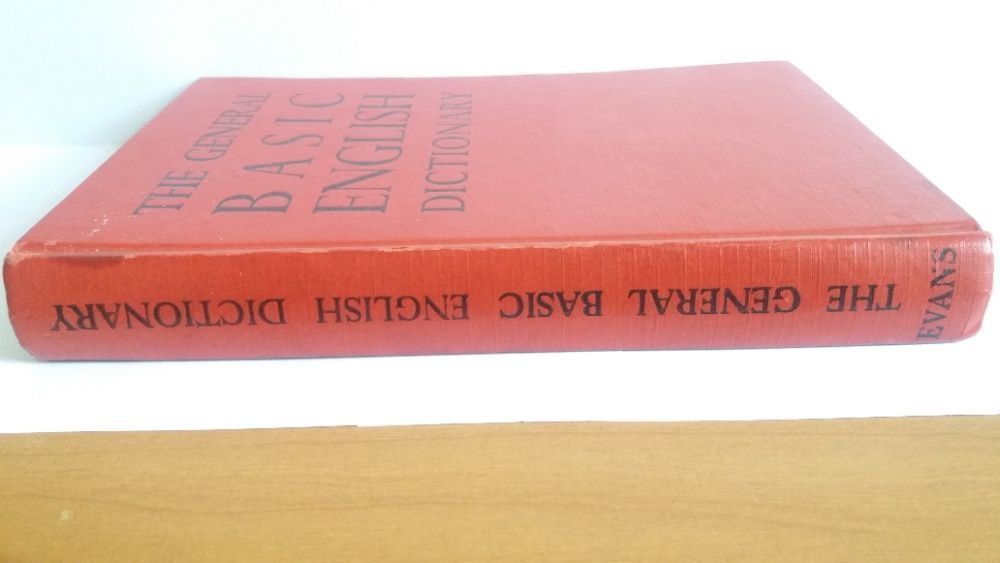 THE GENERAL
BASIC
ENGLISH
DICTIONARY
THE GENERAL BASIC ENGLISH DICTIONARY
EVANS